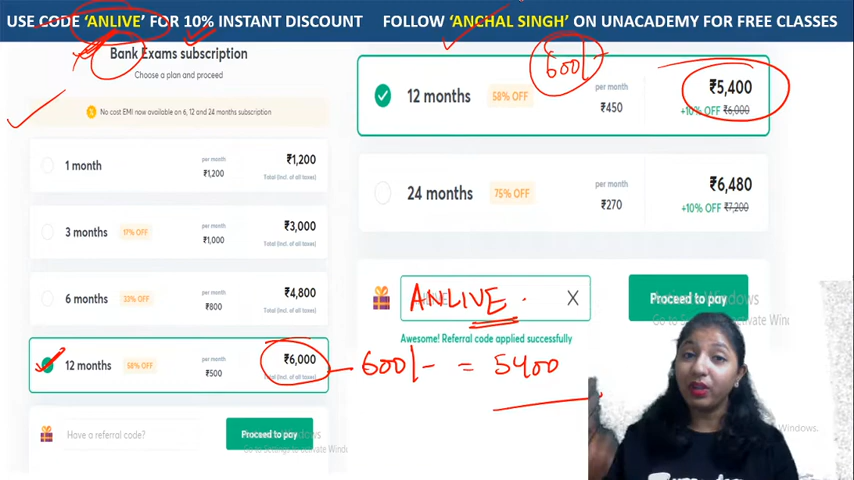 USE CODE ‘ANLIVE’ FOR 10% INSTANT DISCOUNT FOLLOW ‘ANCHAL SINGH’ ON UNACADEMY FOR FREE CLASSES
Bank Exams subscription
Choose a plan and proceed
No cost EMI now available on 6, 12 and 24 months subscription
1 month
per month
₹1,200
₹1,200
Total (Incl. of all taxes)
3 months
17% OFF
per month
₹1,000
₹3,000
Total (Incl. of all taxes)
6 months
33% OFF
per month
₹800
₹4,800
Total (Incl. of all taxes)
12 months
58% OFF
per month
₹500
₹6,000
Total (Incl. of all taxes)
Have a referral code?
Proceed to pay
600/-
12 months
58% OFF
per month
₹450
₹5,400
+10% OFF ₹6,000
24 months
75% OFF
per month
₹270
₹6,480
+10% OFF ₹7,200
ANLIVE
X
Proceed to pay
Awesome! Referral code applied successfully
600/- = 5400